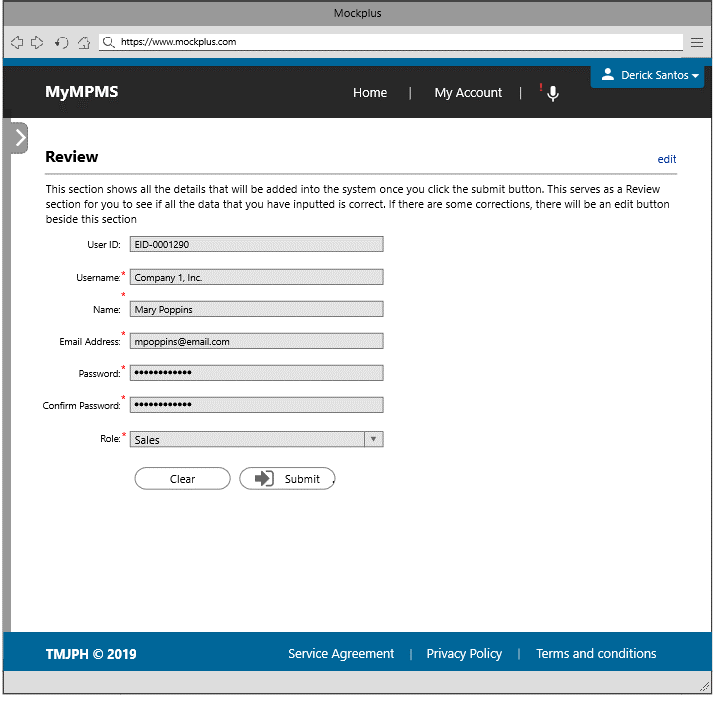 Mockplus
https://www.mockplus.com
Derick Santos
MyMPMS Home | My Account | !
Review edit
This section shows all the details that will be added into the system once you click the submit button. This serves as a Review
section for you to see if all the data that you have inputted is correct. If there are some corrections, there will be an edit button
beside this section
User ID: EID-0001290
Username:* Company 1, Inc.
*
Name: Mary Poppins
Email Address:* mpoppins@email.com
Password:* ••••••••••••
Confirm Password:* ••••••••••••
Role:* Sales
Clear Submit
TMJPH © 2019 Service Agreement | Privacy Policy | Terms and conditions